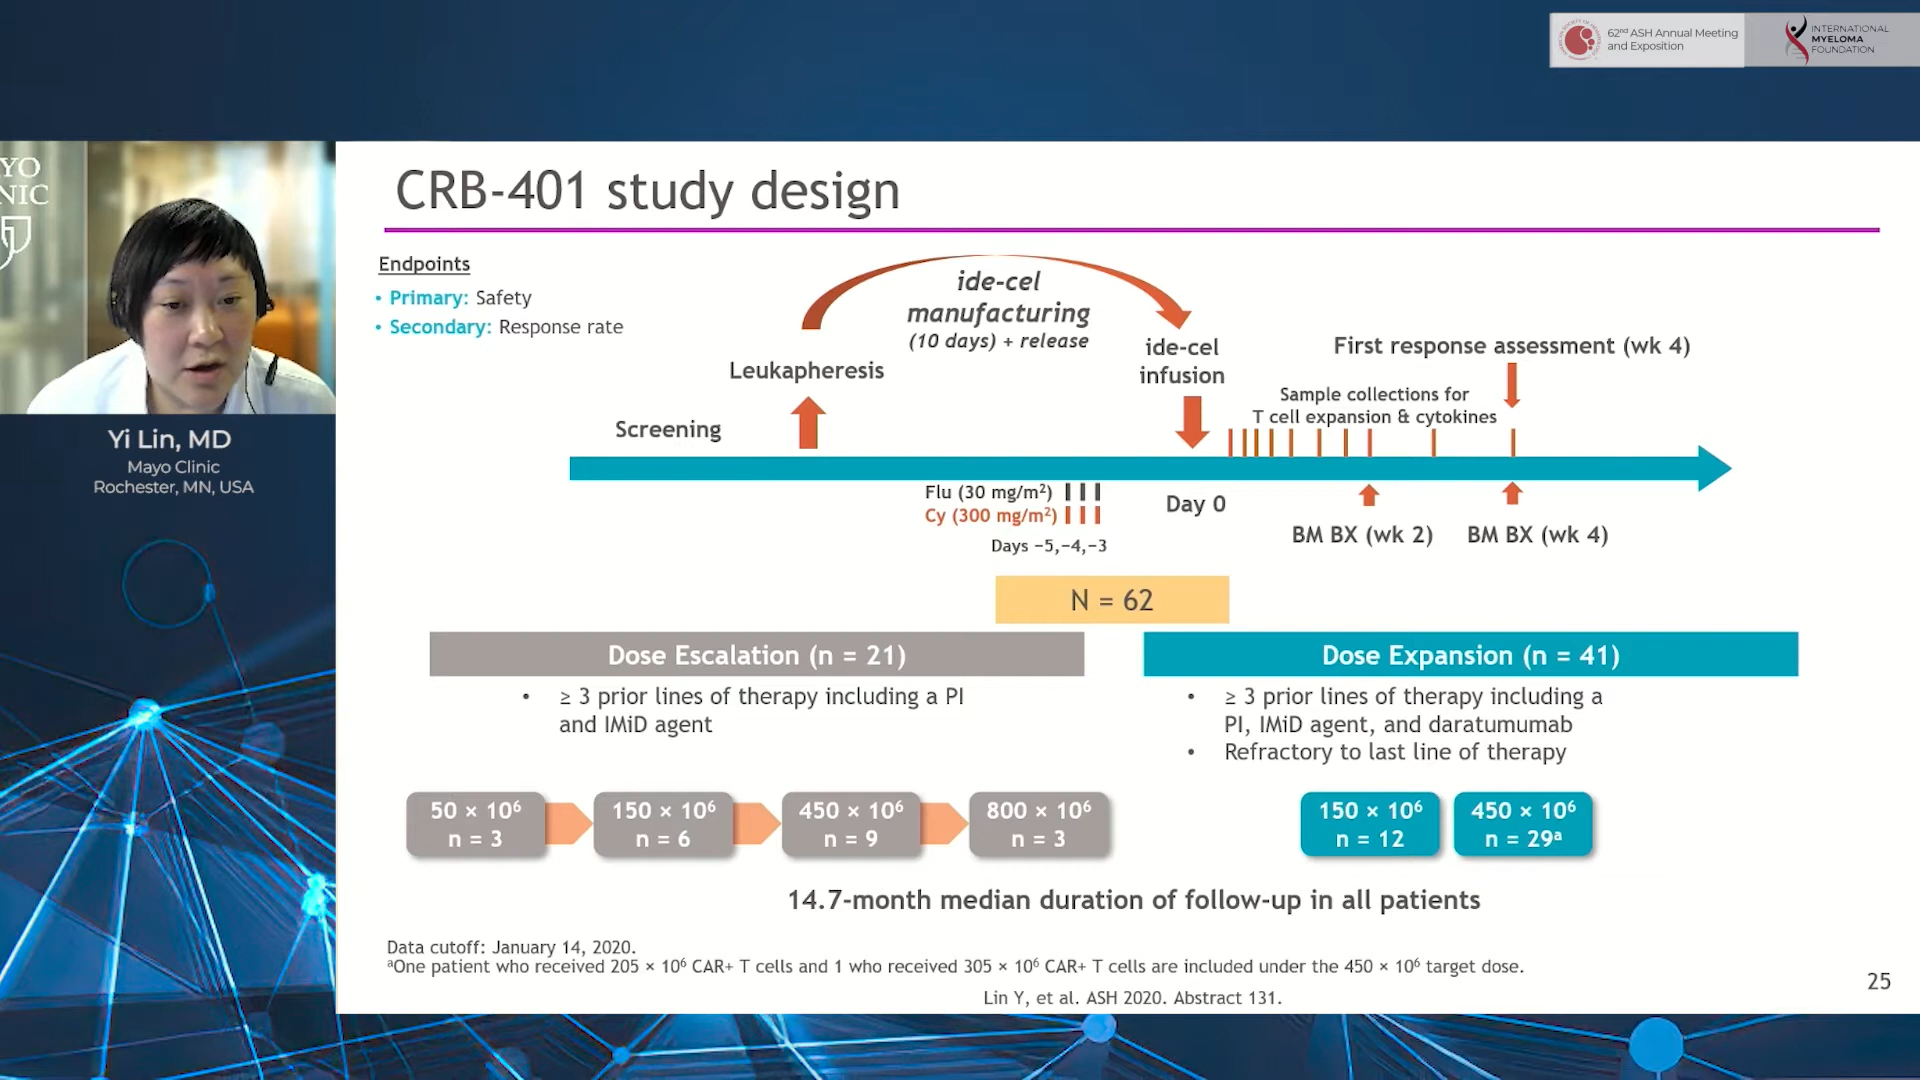 62nd ASH Annual Meeting
and Exposition
INTERNATIONAL
MYELOMA
FOUNDATION
YO
NIC
Yi Lin, MD
Mayo Clinic
Rochester, MN, USA
CRB-401 study design
Endpoints
• Primary: Safety
• Secondary: Response rate
ide-cel
manufacturing
(10 days) + release
Leukapheresis
Screening
ide-cel
infusion
First response assessment (wk 4)
Sample collections for
T cell expansion & cytokines
Flu (30 mg/m²)
Cy (300 mg/m²)
Days −5,−4,−3
Day 0
BM BX (wk 2)
BM BX (wk 4)
N = 62
Dose Escalation (n = 21)
• ≥ 3 prior lines of therapy including a PI
and IMiD agent
50 × 10⁶
n = 3
150 × 10⁶
n = 6
450 × 10⁶
n = 9
800 × 10⁶
n = 3
Dose Expansion (n = 41)
• ≥ 3 prior lines of therapy including a
PI, IMiD agent, and daratumumab
• Refractory to last line of therapy
150 × 10⁶
n = 12
450 × 10⁶
n = 29ᵃ
14.7-month median duration of follow-up in all patients
Data cutoff: January 14, 2020.
ᵃOne patient who received 205 × 10⁶ CAR+ T cells and 1 who received 305 × 10⁶ CAR+ T cells are included under the 450 × 10⁶ target dose.
Lin Y, et al. ASH 2020. Abstract 131.
25